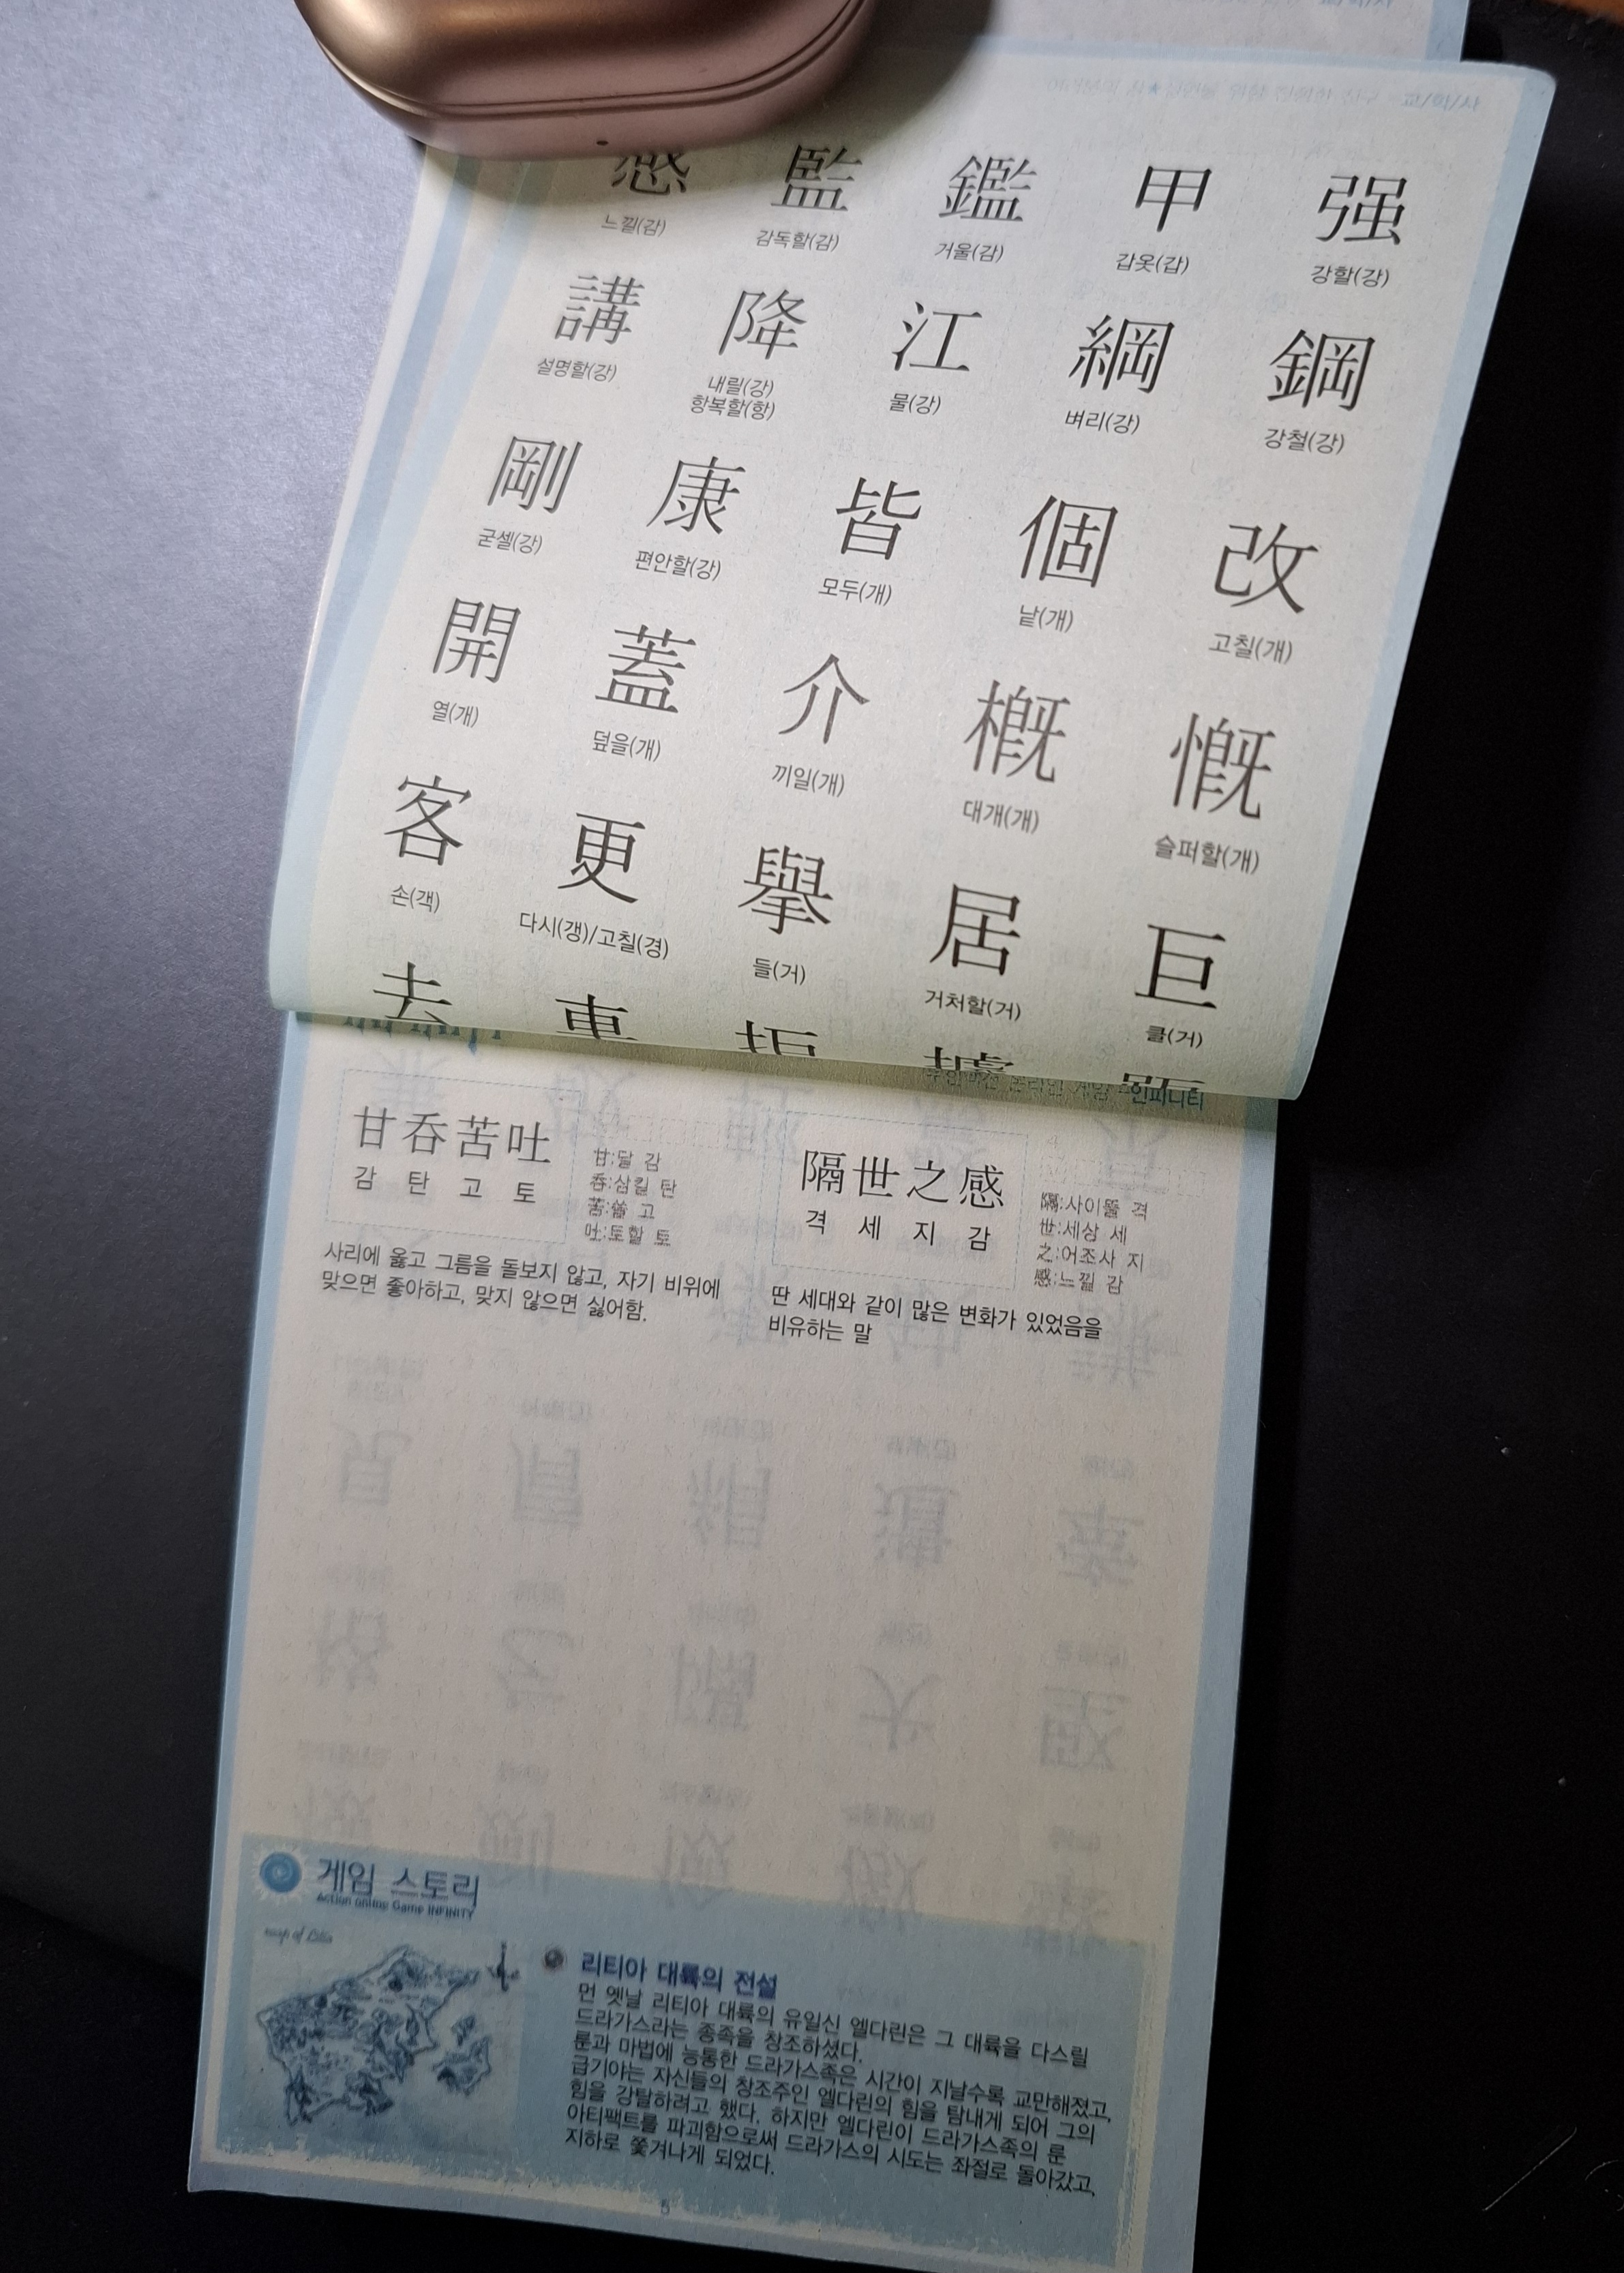 感 監 鑑 甲 强
느낄(감) 감독할(감) 거울(감) 갑옷(갑) 강할(강)
講 降 江 綱 鋼
설명할(강) 내릴(강) 물(강) 벼리(강) 강철(강)
항복할(항)
剛 康 皆 個 改
굳셀(강) 편안할(강) 모두(개) 낱(개) 고칠(개)
開 蓋 介 槪 慨
열(개) 덮을(개) 끼일(개) 대개(개) 슬퍼할(개)
客 更 擧 居 巨
손(객) 다시(갱)/고칠(경) 들(거) 거처할(거) 클(거)
去 車 拒 據 距
온라인 게임 인피니티
甘呑苦吐
감 탄 고 토
甘:달 감
呑:삼킬 탄
苦:쓸 고
吐:토할 토
사리에 옳고 그름을 돌보지 않고, 자기 비위에
맞으면 좋아하고, 맞지 않으면 싫어함.
隔世之感
격 세 지 감
隔:사이뜰 격
世:세상 세
之:어조사 지
感:느낄 감
딴 세대와 같이 많은 변화가 있었음을
비유하는 말
게임 스토리
Action online Game INFINITY
map of
리티아 대륙의 전설
먼 옛날 리티아 대륙의 유일신 엘다린은 그 대륙을 다스릴
드라가스라는 종족을 창조하셨다.
룬과 마법에 능통한 드라가스족은 시간이 지날수록 교만해졌고,
급기야는 자신들의 창조주인 엘다린의 힘을 탐내게 되어 그의
힘을 강탈하려고 했다. 하지만 엘다린이 드라가스족의 룬
아티팩트를 파괴함으로써 드라가스의 시도는 좌절로 돌아갔고,
지하로 쫓겨나게 되었다.
5